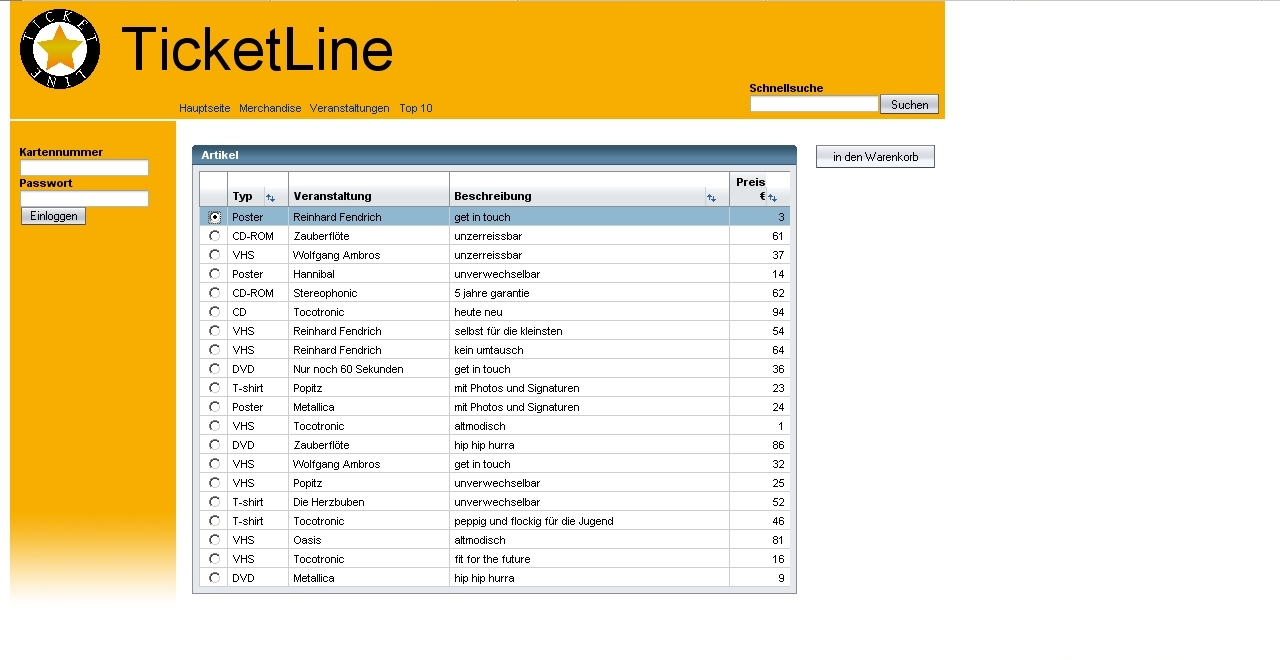 TICKET
LINE
TicketLine
Hauptseite Merchandise Veranstaltungen Top 10
Schnellsuche
Suchen
Kartennummer
Passwort
Einloggen
Artikel
in den Warenkorb
Typ Veranstaltung Beschreibung Preis €
Poster Reinhard Fendrich get in touch 3
CD-ROM Zauberflöte unzerreissbar 61
VHS Wolfgang Ambros unzerreissbar 37
Poster Hannibal unverwechselbar 14
CD-ROM Stereophonic 5 jahre garantie 62
CD Tocotronic heute neu 94
VHS Reinhard Fendrich selbst für die kleinsten 54
VHS Reinhard Fendrich kein umtausch 64
DVD Nur noch 60 Sekunden get in touch 36
T-shirt Popitz mit Photos und Signaturen 23
Poster Metallica mit Photos und Signaturen 24
VHS Tocotronic altmodisch 1
DVD Zauberflöte hip hip hurra 86
VHS Wolfgang Ambros get in touch 32
VHS Popitz unverwechselbar 25
T-shirt Die Herzbuben unverwechselbar 52
T-shirt Tocotronic peppig und flockig für die Jugend 46
VHS Oasis altmodisch 81
VHS Tocotronic fit for the future 16
DVD Metallica hip hip hurra 9